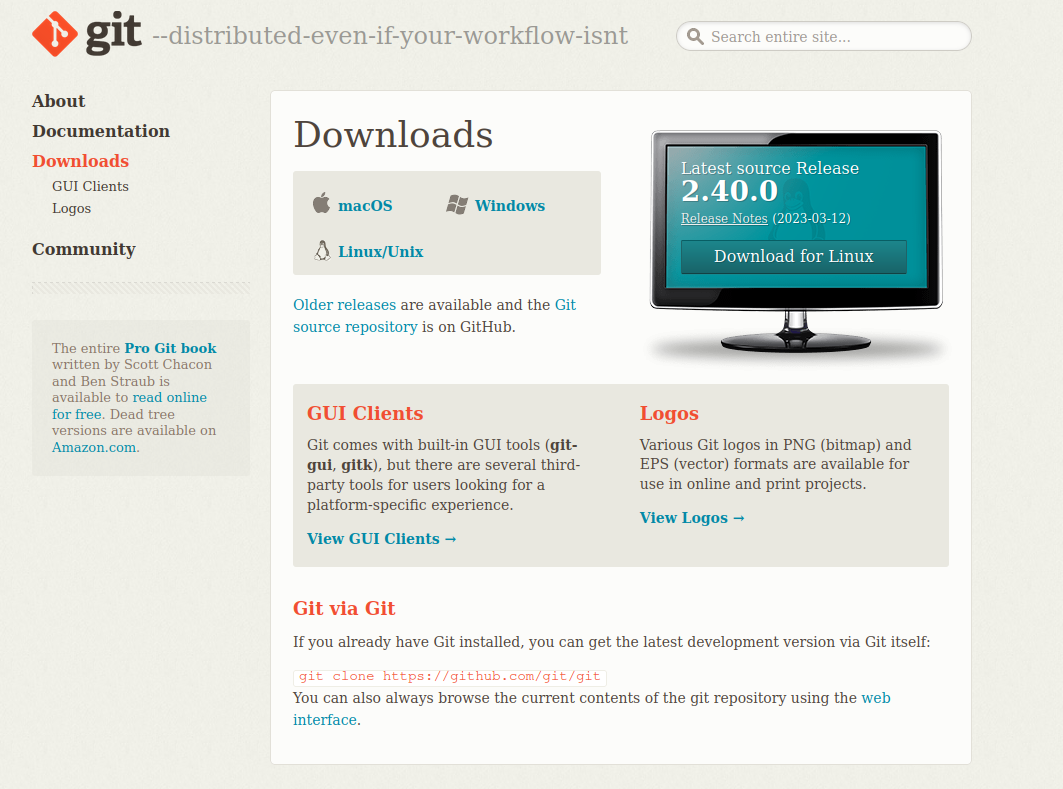 git --distributed-even-if-your-workflow-isnt
Search entire site...
About
Documentation
Downloads
GUI Clients
Logos
Community
The entire Pro Git book
written by Scott Chacon
and Ben Straub is
available to read online
for free. Dead tree
versions are available on
Amazon.com.
Downloads
macOS
Windows
Linux/Unix
Older releases are available and the Git
source repository is on GitHub.
Latest source Release
2.40.0
Release Notes (2023-03-12)
Download for Linux
GUI Clients
Git comes with built-in GUI tools (git-
gui, gitk), but there are several third-
party tools for users looking for a
platform-specific experience.
View GUI Clients →
Logos
Various Git logos in PNG (bitmap) and
EPS (vector) formats are available for
use in online and print projects.
View Logos →
Git via Git
If you already have Git installed, you can get the latest development version via Git itself:
git clone https://github.com/git/git
You can also always browse the current contents of the git repository using the web
interface.